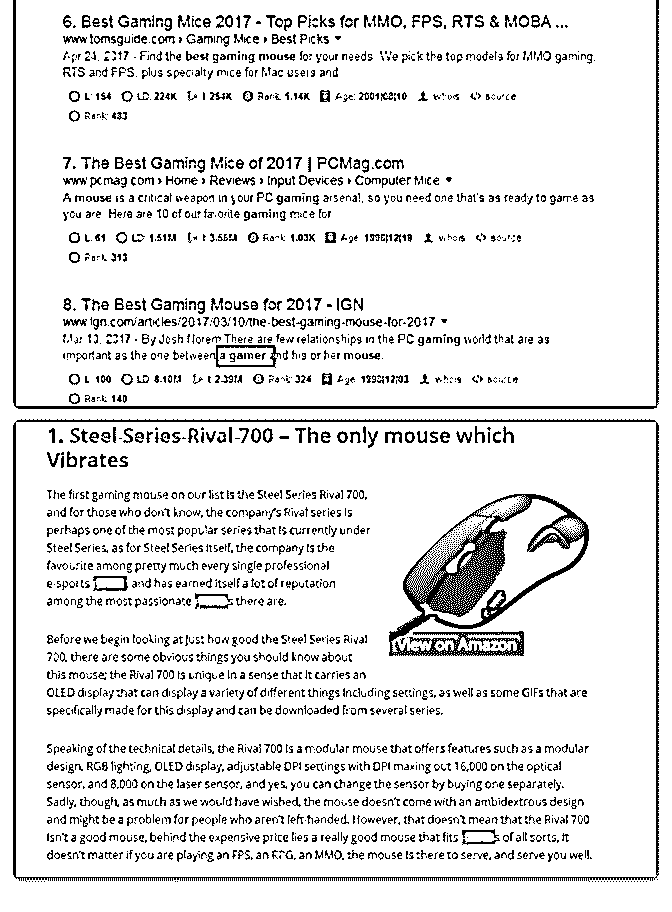 6. Best Gaming Mice 2017 - Top Picks for MMO, FPS, RTS & MOBA ...
www.tomsguide.com › Gaming Mice › Best Picks ▼
Apr 24, 2017 - Find the best gaming mouse for your needs. We pick the top models for MMO gaming,
RTS and FPS, plus specialty mice for Mac users and
L: 154 LD: 224K I: 254K Rank: 1.14K Age: 2001|02|10 whois source
Rank: 433
7. The Best Gaming Mice of 2017 | PCMag.com
www.pcmag.com › Home › Reviews › Input Devices › Computer Mice ▼
A mouse is a critical weapon in your PC gaming arsenal, so you need one that's as ready to game as
you are. Here are 10 of our favorite gaming mice for
L: 61 LD: 1.51M I: 3.55M Rank: 1.03K Age: 1996|12|19 whois source
Rank: 313
8. The Best Gaming Mouse for 2017 - IGN
www.ign.com/articles/2017/03/10/the-best-gaming-mouse-for-2017 ▼
Mar 10, 2017 - By Josh Norem There are few relationships in the PC gaming world that are as
important as the one between a gamer and his or her mouse.
L: 100 LD: 8.10M I: 2.39M Rank: 324 Age: 1996|12|03 whois source
Rank: 140
1. Steel-Series-Rival-700 – The only mouse which
Vibrates
The first gaming mouse on our list is the Steel Series Rival 700,
and for those who don't know, the company's Rival series is
perhaps one of the most popular series that is currently under
Steel Series, as for Steel Series itself, the company is the
favourite among pretty much every single professional
e-sports and has earned itself a lot of reputation
among the most passionate s there are.
View on Amazon
Before we begin looking at just how good the Steel Series Rival
700, there are some obvious things you should know about
this mouse; the Rival 700 is unique in a sense that it carries an
OLED display that can display a variety of different things including settings, as well as some GIFs that are
specifically made for this display and can be downloaded from several series.
Speaking of the technical details, the Rival 700 is a modular mouse that offers features such as a modular
design, RGB lighting, OLED display, adjustable DPI settings with DPI maxing out 16,000 on the optical
sensor, and 8,000 on the laser sensor, and yes, you can change the sensor by buying one separately.
Sadly, though, as much as we would have wished, the mouse doesn't come with an ambidextrous design
and might be a problem for people who aren't left-handed. However, that doesn't mean that the Rival 700
isn't a good mouse, behind the expensive price lies a really good mouse that fits s of all sorts, it
doesn't matter if you are playing an FPS, an RPG, an MMO, the mouse is there to serve, and serve you well.